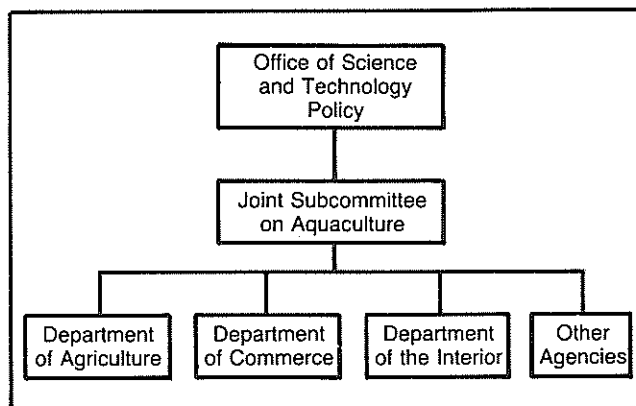 Office of Science
and Technology
Policy
Joint Subcommittee
on Aquaculture
Department
of Agriculture
Department
of Commerce
Department
of the Interior
Other
Agencies